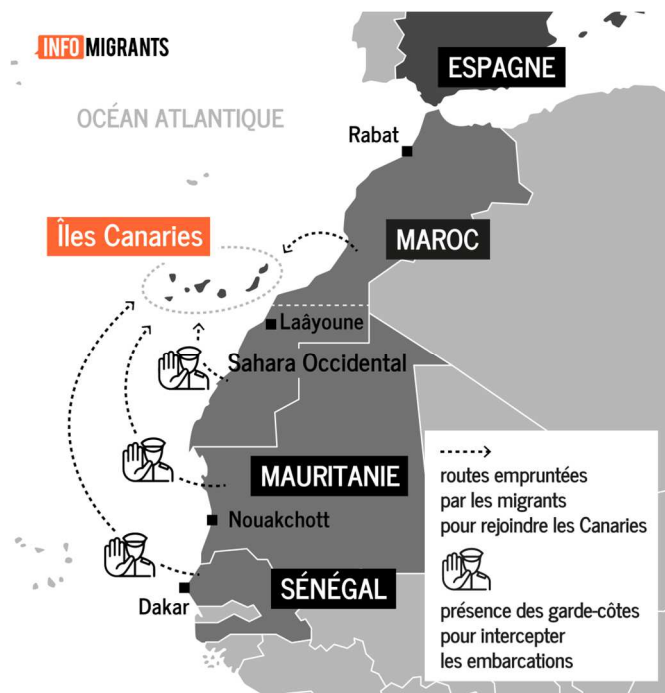 INFO MIGRANTS
ESPAGNE
OCÉAN ATLANTIQUE
Rabat
Îles Canaries
MAROC
Laâyoune
Sahara Occidental
MAURITANIE
Nouakchott
SÉNÉGAL
Dakar
routes empruntées
par les migrants
pour rejoindre les Canaries
présence des garde-côtes
pour intercepter
les embarcations